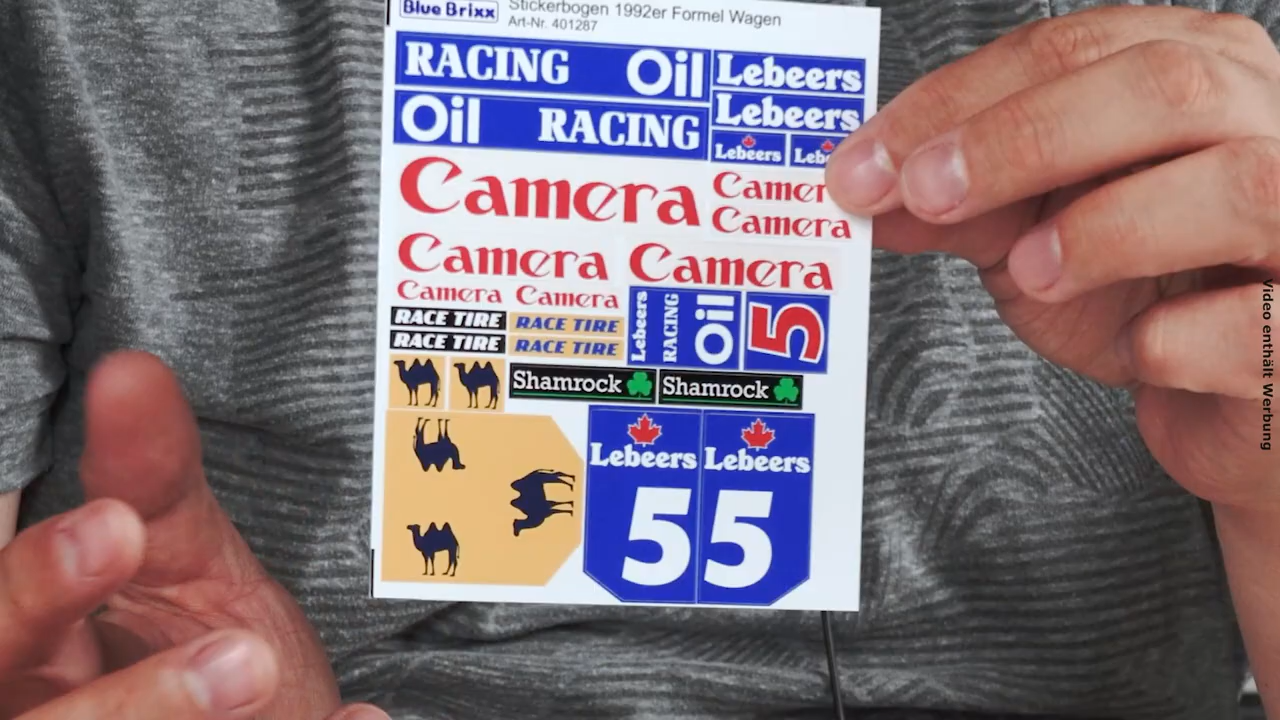 Blue Brixx
Stickerbogen 1992er Formel Wagen
Art-Nr. 401287
RACING Oil
Lebeers
Oil RACING
Lebeers
Lebeers
Camera
Camera
Camera
Camera
Camera
Camera
RACE TIRE
RACE TIRE
RACE TIRE
RACE TIRE
Lebeers
RACING
Oil
5
Shamrock
Shamrock
Lebeers
5
Lebeers
5
Video enthält Werbung